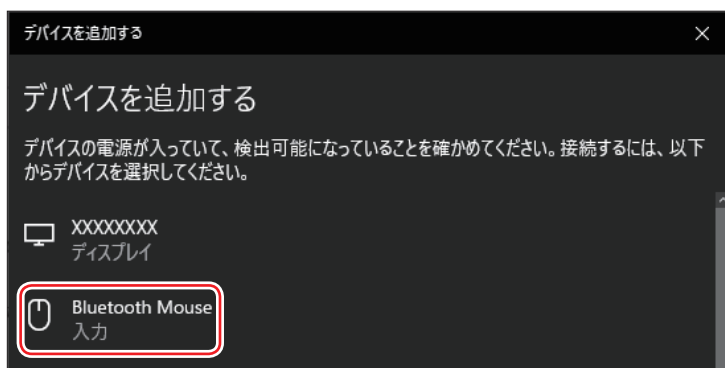 デバイスを追加する
デバイスを追加する
デバイスの電源が入っていて、検出可能になっていることを確かめてください。接続するには、以下
からデバイスを選択してください。
XXXXXXXX
ディスプレイ
Bluetooth Mouse
入力